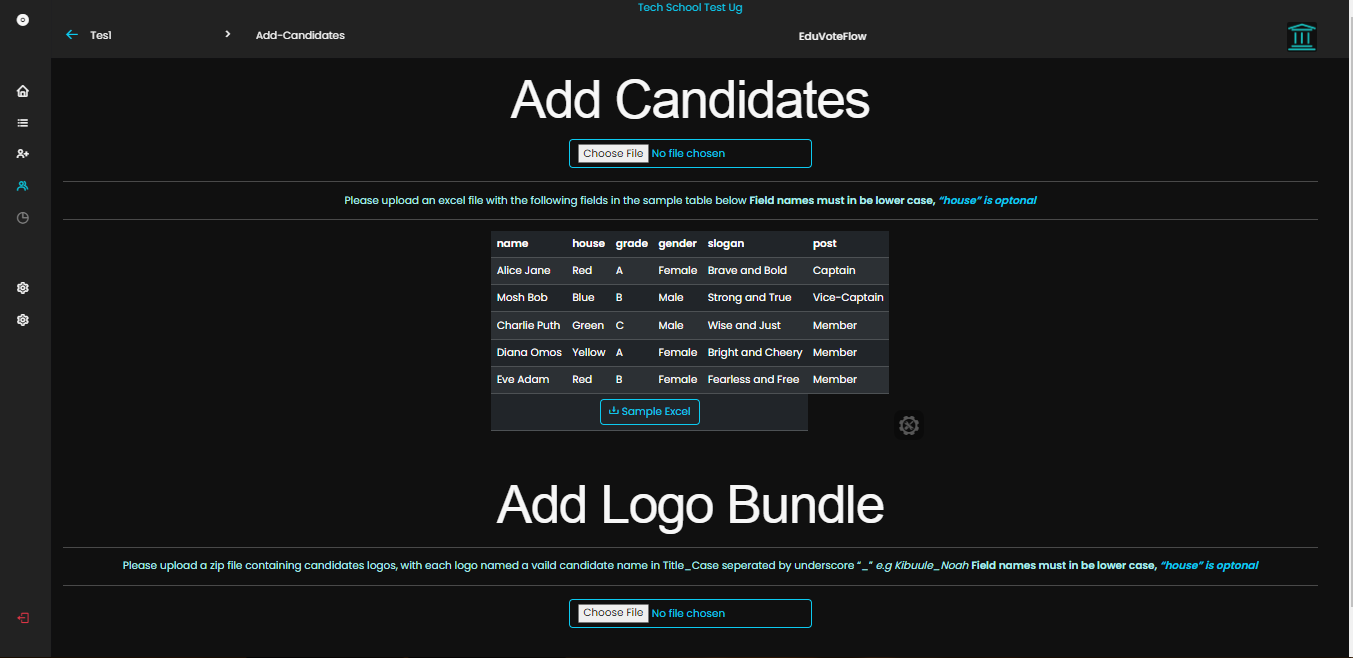 Tech School Test Ug
Tes1 > Add-Candidates EduVoteFlow
Add Candidates
Choose File No file chosen
Please upload an excel file with the following fields in the sample table below Field names must in be lower case, “house” is optonal
name house grade gender slogan post
Alice Jane Red A Female Brave and Bold Captain
Mosh Bob Blue B Male Strong and True Vice-Captain
Charlie Puth Green C Male Wise and Just Member
Diana Omos Yellow A Female Bright and Cheery Member
Eve Adam Red B Female Fearless and Free Member
Sample Excel
Add Logo Bundle
Please upload a zip file containing candidates logos, with each logo named a vaild candidate name in Title_Case seperated by underscore “_” e.g Kibuule_Noah Field names must in be lower case, “house” is optonal
Choose File No file chosen